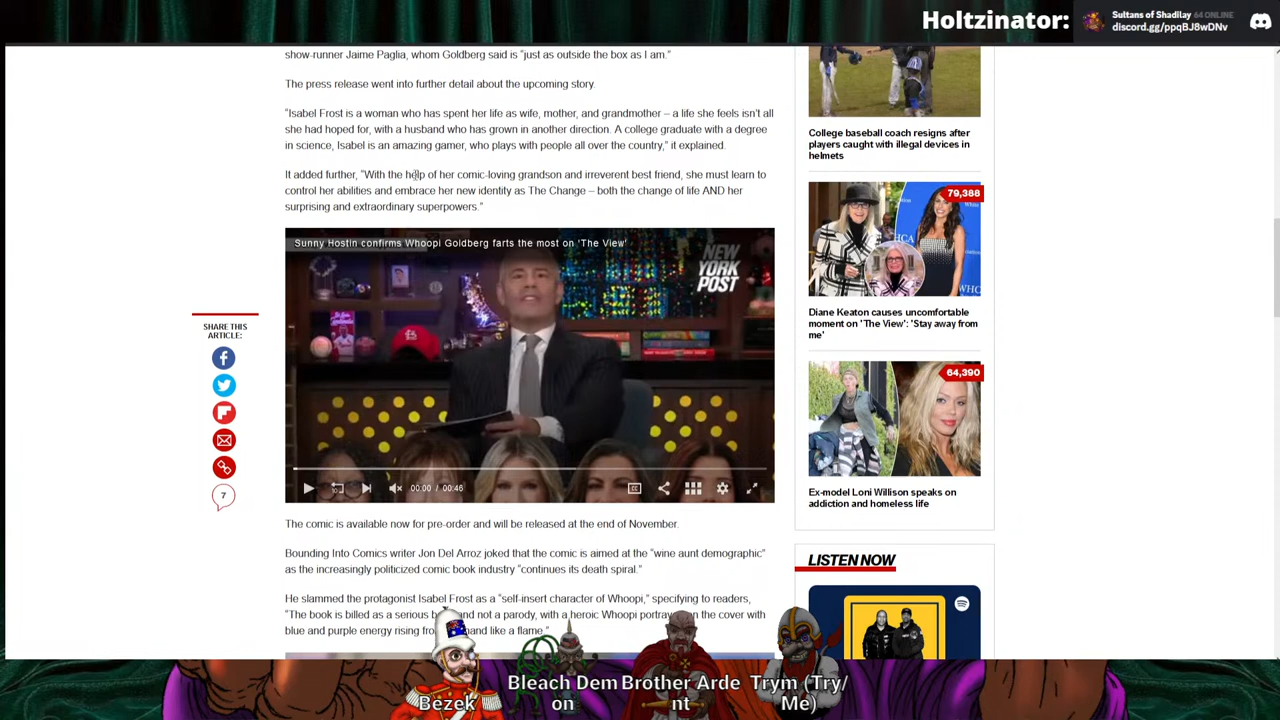 Holtzinator:
Sultans of Shadilay 64 ONLINE
discord.gg/ppqBJ8wDNv
show-runner Jaime Paglia, whom Goldberg said is "just as outside the box as I am."
The press release went into further detail about the upcoming story.
"Isabel Frost is a woman who has spent her life as wife, mother, and grandmother – a life she feels isn't all
she had hoped for, with a husband who has grown in another direction. A college graduate with a degree
in science, Isabel is an amazing gamer, who plays with people all over the country," it explained.
It added further, "With the help of her comic-loving grandson and irreverent best friend, she must learn to
control her abilities and embrace her new identity as The Change – both the change of life AND her
surprising and extraordinary superpowers."
Sunny Hostin confirms Whoopi Goldberg farts the most on 'The View'
NEW
YORK
POST
00:00 / 00:46
CC
10
SHARE THIS
ARTICLE:
7
The comic is available now for pre-order and will be released at the end of November.
Bounding Into Comics writer Jon Del Arroz joked that the comic is aimed at the "wine aunt demographic"
as the increasingly politicized comic book industry "continues its death spiral."
He slammed the protagonist Isabel Frost as a "self-insert character of Whoopi," specifying to readers,
"The book is billed as a serious and not a parody, with a heroic Whoopi on the cover with
blue and purple energy rising like a flame."
College baseball coach resigns after
players caught with illegal devices in
helmets
79,388
Diane Keaton causes uncomfortable
moment on 'The View': 'Stay away from
me'
64,390
Ex-model Loni Willison speaks on
addiction and homeless life
LISTEN NOW
Bezek
Bleach Dem
on
Brother Arde
nt
Trym (Try/
Me)